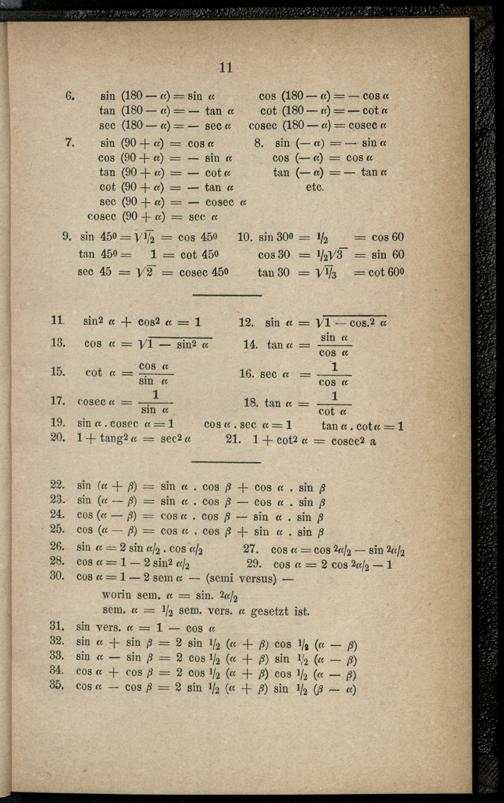 11
6. sin (180 — α) = sin α cos (180 — α) = — cos α
tan (180 — α) = — tan α cot (180 — α) = — cot α
sec (180 — α) = — sec α cosec (180 — α) = cosec α
7. sin (90 + α) = cos α 8. sin (— α) = — sin α
cos (90 + α) = — sin α cos (— α) = cos α
tan (90 + α) = — cot α tan (— α) = — tan α
cot (90 + α) = — tan α etc.
sec (90 + α) = — cosec α
cosec (90 + α) = sec α
9. sin 45⁰ = √1/2 = cos 45⁰ 10. sin 30⁰ = 1/2 = cos 60
tan 45⁰ = 1 = cot 45⁰ cos 30 = 1/2√3 = sin 60
sec 45 = √2 = cosec 45⁰ tan 30 = √1/3 = cot 60⁰
11. sin² α + cos² α = 1 12. sin α = √1 — cos.² α
13. cos α = √1 — sin² α 14. tan α = sin α / cos α
15. cot α = cos α / sin α 16. sec α = 1 / cos α
17. cosec α = 1 / sin α 18. tan α = 1 / cot α
19. sin α . cosec α = 1 cos α . sec α = 1 tan α . cot α = 1
20. 1 + tang² α = sec² α 21. 1 + cot² α = cosec² a
22. sin (α + β) = sin α . cos β + cos α . sin β
23. sin (α — β) = sin α . cos β — cos α . sin β
24. cos (α — β) = cos α . cos β — sin α . sin β
25. cos (α — β) = cos α . cos β + sin α . sin β
26. sin α = 2 sin α/2 . cos α/2 27. cos α = cos ²α/2 — sin ²α/2
28. cos α = 1 — 2 sin² α/2 29. cos α = 2 cos ²α/2 — 1
30. cos α = 1 — 2 sem α — (semi versus) —
worin sem. α = sin. ²α/2
sem. α = 1/2 sem. vers. α gesetzt ist.
31. sin vers. α = 1 — cos α
32. sin α + sin β = 2 sin 1/2 (α + β) cos 1/2 (α — β)
33. sin α — sin β = 2 cos 1/2 (α + β) sin 1/2 (α — β)
34. cos α + cos β = 2 cos 1/2 (α + β) cos 1/2 (α — β)
35. cos α — cos β = 2 sin 1/2 (α + β) sin 1/2 (β — α)